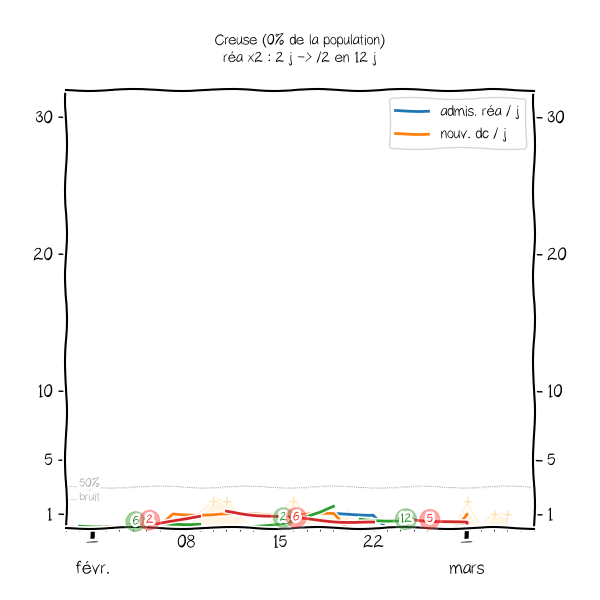 Creuse (0% de la population)
réa x2 : 2 j -> /2 en 12 j
admis. réa / j
nouv. dc / j
30 30
20 20
10 10
5 5
50%
bruit
1 1
6 2 2 6 12 5
1 08 15 22 1
févr. mars